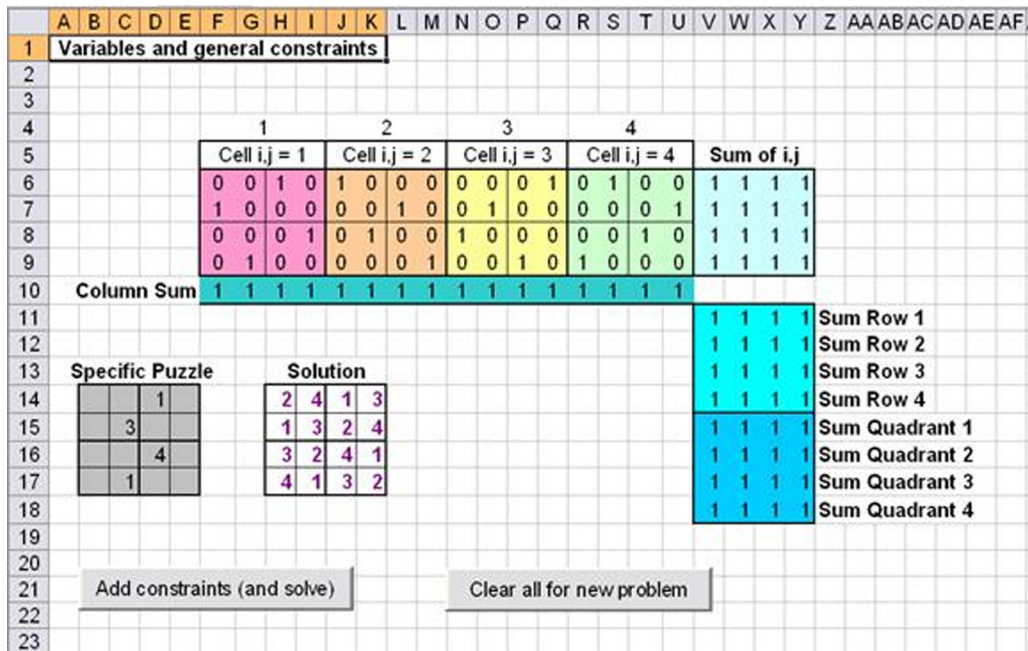 A B C D E F G H I J K L M N O P Q R S T U V W X Y Z AA AB AC AD AE AF
1 Variables and general constraints
2
3
4 1 2 3 4
5 Cell i,j = 1 Cell i,j = 2 Cell i,j = 3 Cell i,j = 4 Sum of i,j
6 0 0 1 0 1 0 0 0 0 0 0 1 0 1 0 0 1 1 1 1
7 1 0 0 0 0 0 1 0 0 1 0 0 0 0 0 1 1 1 1 1
8 0 0 0 1 0 1 0 0 1 0 0 0 0 0 1 0 1 1 1 1
9 0 1 0 0 0 0 0 1 0 0 1 0 1 0 0 0 1 1 1 1
10 Column Sum 1 1 1 1 1 1 1 1 1 1 1 1 1 1 1 1
11 1 1 1 1 Sum Row 1
12 1 1 1 1 Sum Row 2
13 Specific Puzzle Solution 1 1 1 1 Sum Row 3
14 1 2 4 1 3 1 1 1 1 Sum Row 4
15 3 1 3 2 4 1 1 1 1 Sum Quadrant 1
16 4 3 2 4 1 1 1 1 1 Sum Quadrant 2
17 1 4 1 3 2 1 1 1 1 Sum Quadrant 3
18 1 1 1 1 Sum Quadrant 4
19
20
21 Add constraints (and solve) Clear all for new problem
22
23